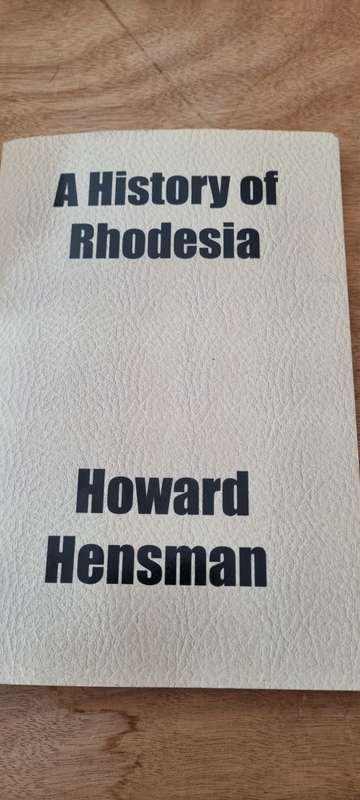 A History of
Rhodesia
Howard
Hensman